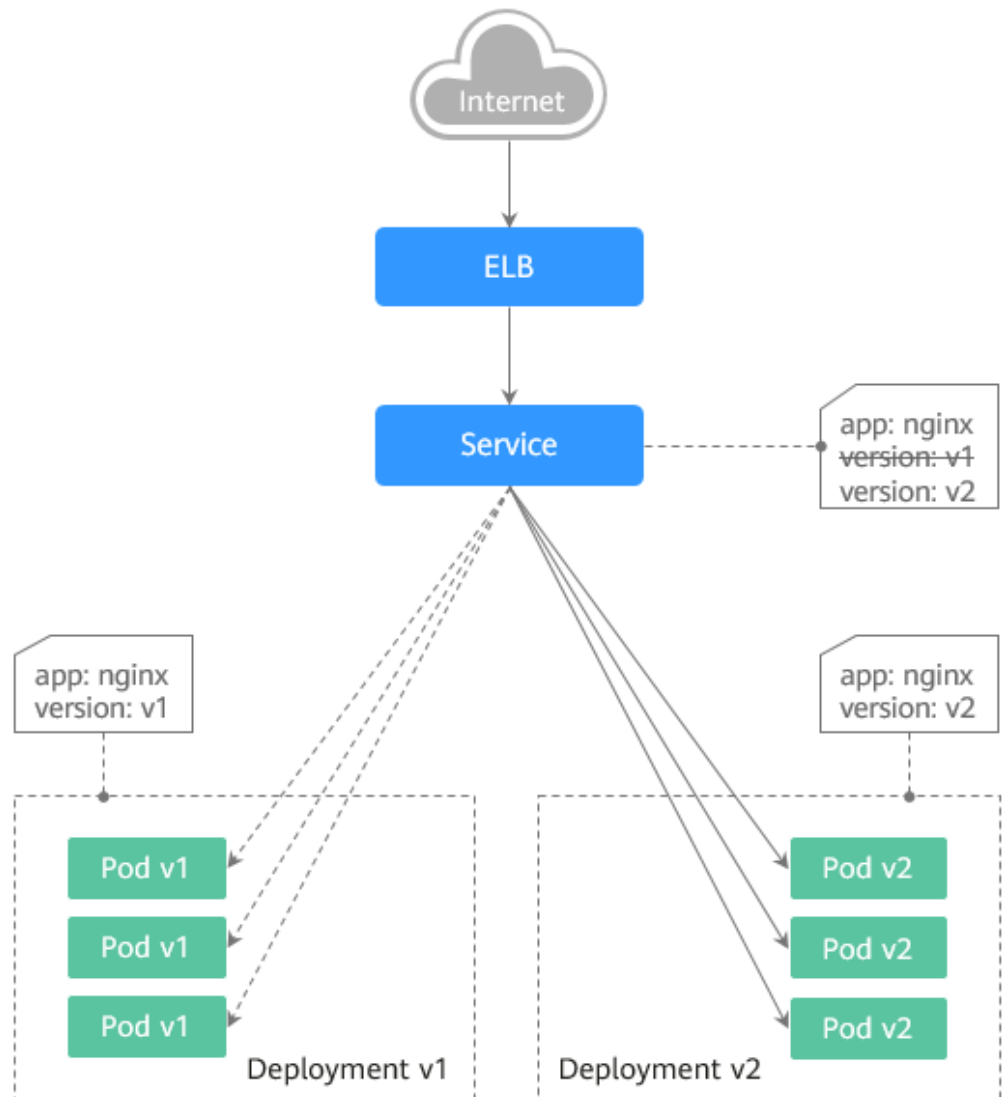 Internet
ELB
Service
app: nginx
version: v1
version: v2
app: nginx
version: v1
app: nginx
version: v2
Pod v1
Pod v2
Pod v1
Pod v2
Pod v1
Pod v2
Deployment v1
Deployment v2